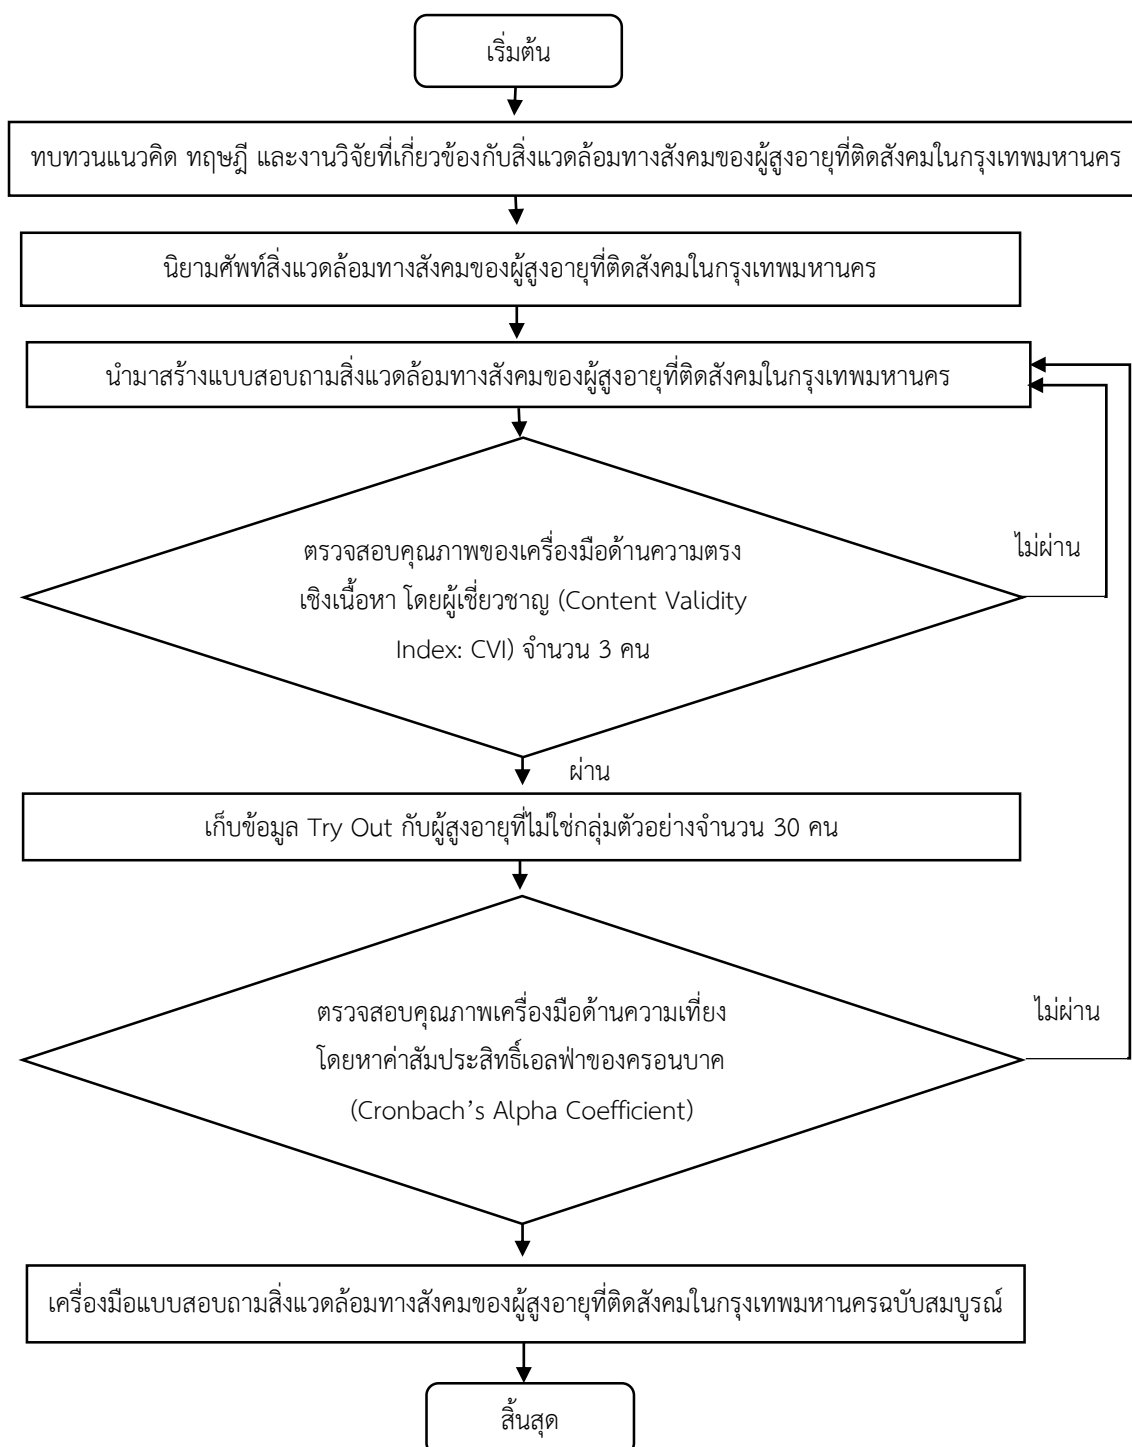 เริ่มต้น
ทบทวนแนวคิด ทฤษฎี และงานวิจัยที่เกี่ยวข้องกับสิ่งแวดล้อมทางสังคมของผู้สูงอายุที่ติดสังคมในกรุงเทพมหานคร
นิยามศัพท์สิ่งแวดล้อมทางสังคมของผู้สูงอายุที่ติดสังคมในกรุงเทพมหานคร
นำมาสร้างแบบสอบถามสิ่งแวดล้อมทางสังคมของผู้สูงอายุที่ติดสังคมในกรุงเทพมหานคร
ตรวจสอบคุณภาพของเครื่องมือด้านความตรง
เชิงเนื้อหา โดยผู้เชี่ยวชาญ (Content Validity
Index: CVI) จำนวน 3 คน
ไม่ผ่าน
ผ่าน
เก็บข้อมูล Try Out กับผู้สูงอายุที่ไม่ใช่กลุ่มตัวอย่างจำนวน 30 คน
ตรวจสอบคุณภาพเครื่องมือด้านความเที่ยง
โดยหาค่าสัมประสิทธิ์เอลฟ่าของครอนบาค
(Cronbach’s Alpha Coefficient)
ไม่ผ่าน
เครื่องมือแบบสอบถามสิ่งแวดล้อมทางสังคมของผู้สูงอายุที่ติดสังคมในกรุงเทพมหานครฉบับสมบูรณ์
สิ้นสุด